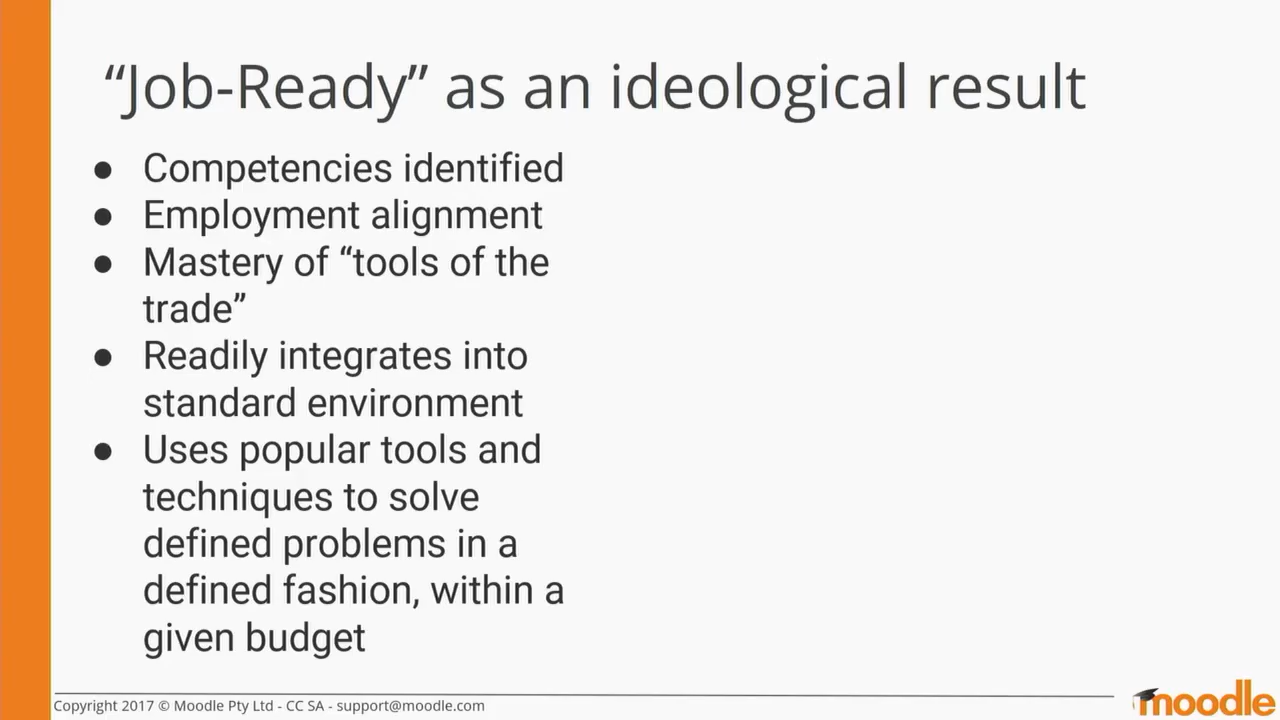 “Job-Ready” as an ideological result
● Competencies identified
● Employment alignment
● Mastery of “tools of the
trade”
● Readily integrates into
standard environment
● Uses popular tools and
techniques to solve
defined problems in a
defined fashion, within a
given budget
Copyright 2017 © Moodle Pty Ltd - CC SA - support@moodle.com
moodle